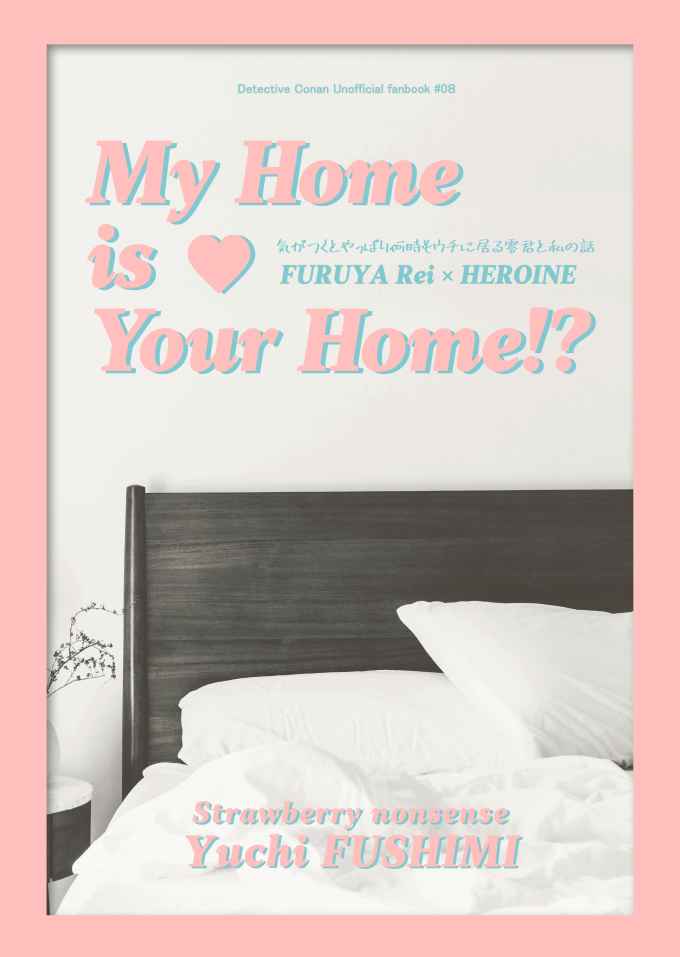 Detective Conan Unofficial fanbook #08
My Home
is ♥
気がつくとやっぱり何時もウチに居る零君と私の話
FURUYA Rei × HEROINE
Your Home!?
Strawberry nonsense
Yuchi FUSHIMI